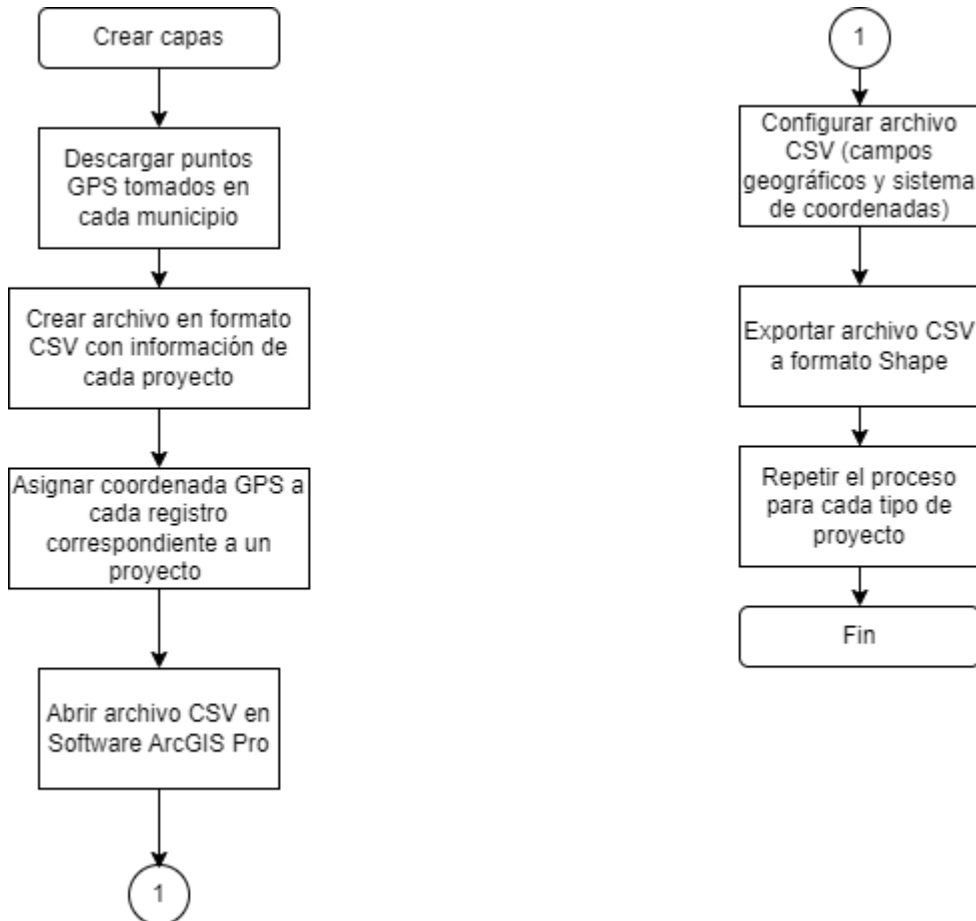 Crear capas
Descargar puntos
GPS tomados en
cada municipio
Crear archivo en formato
CSV con información de
cada proyecto
Asignar coordenada GPS a
cada registro
correspondiente a un
proyecto
Abrir archivo CSV en
Software ArcGIS Pro
1
1
Configurar archivo
CSV (campos
geográficos y sistema
de coordenadas)
Exportar archivo CSV
a formato Shape
Repetir el proceso
para cada tipo de
proyecto
Fin